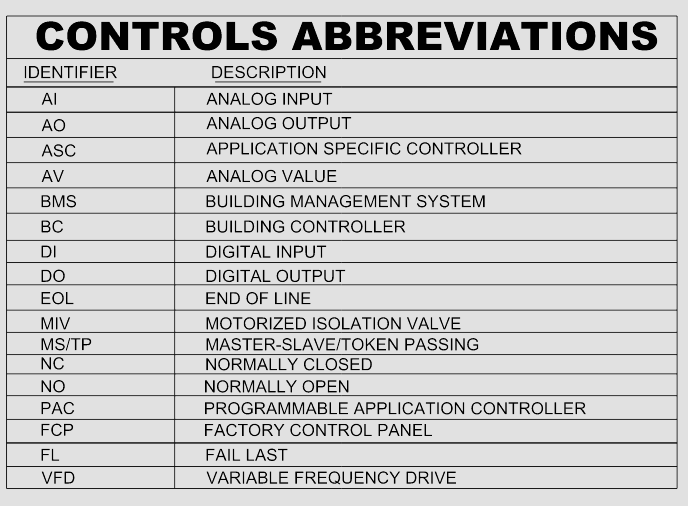 CONTROLS ABBREVIATIONS
IDENTIFIER DESCRIPTION
AI ANALOG INPUT
AO ANALOG OUTPUT
ASC APPLICATION SPECIFIC CONTROLLER
AV ANALOG VALUE
BMS BUILDING MANAGEMENT SYSTEM
BC BUILDING CONTROLLER
DI DIGITAL INPUT
DO DIGITAL OUTPUT
EOL END OF LINE
MIV MOTORIZED ISOLATION VALVE
MS/TP MASTER-SLAVE/TOKEN PASSING
NC NORMALLY CLOSED
NO NORMALLY OPEN
PAC PROGRAMMABLE APPLICATION CONTROLLER
FCP FACTORY CONTROL PANEL
FL FAIL LAST
VFD VARIABLE FREQUENCY DRIVE